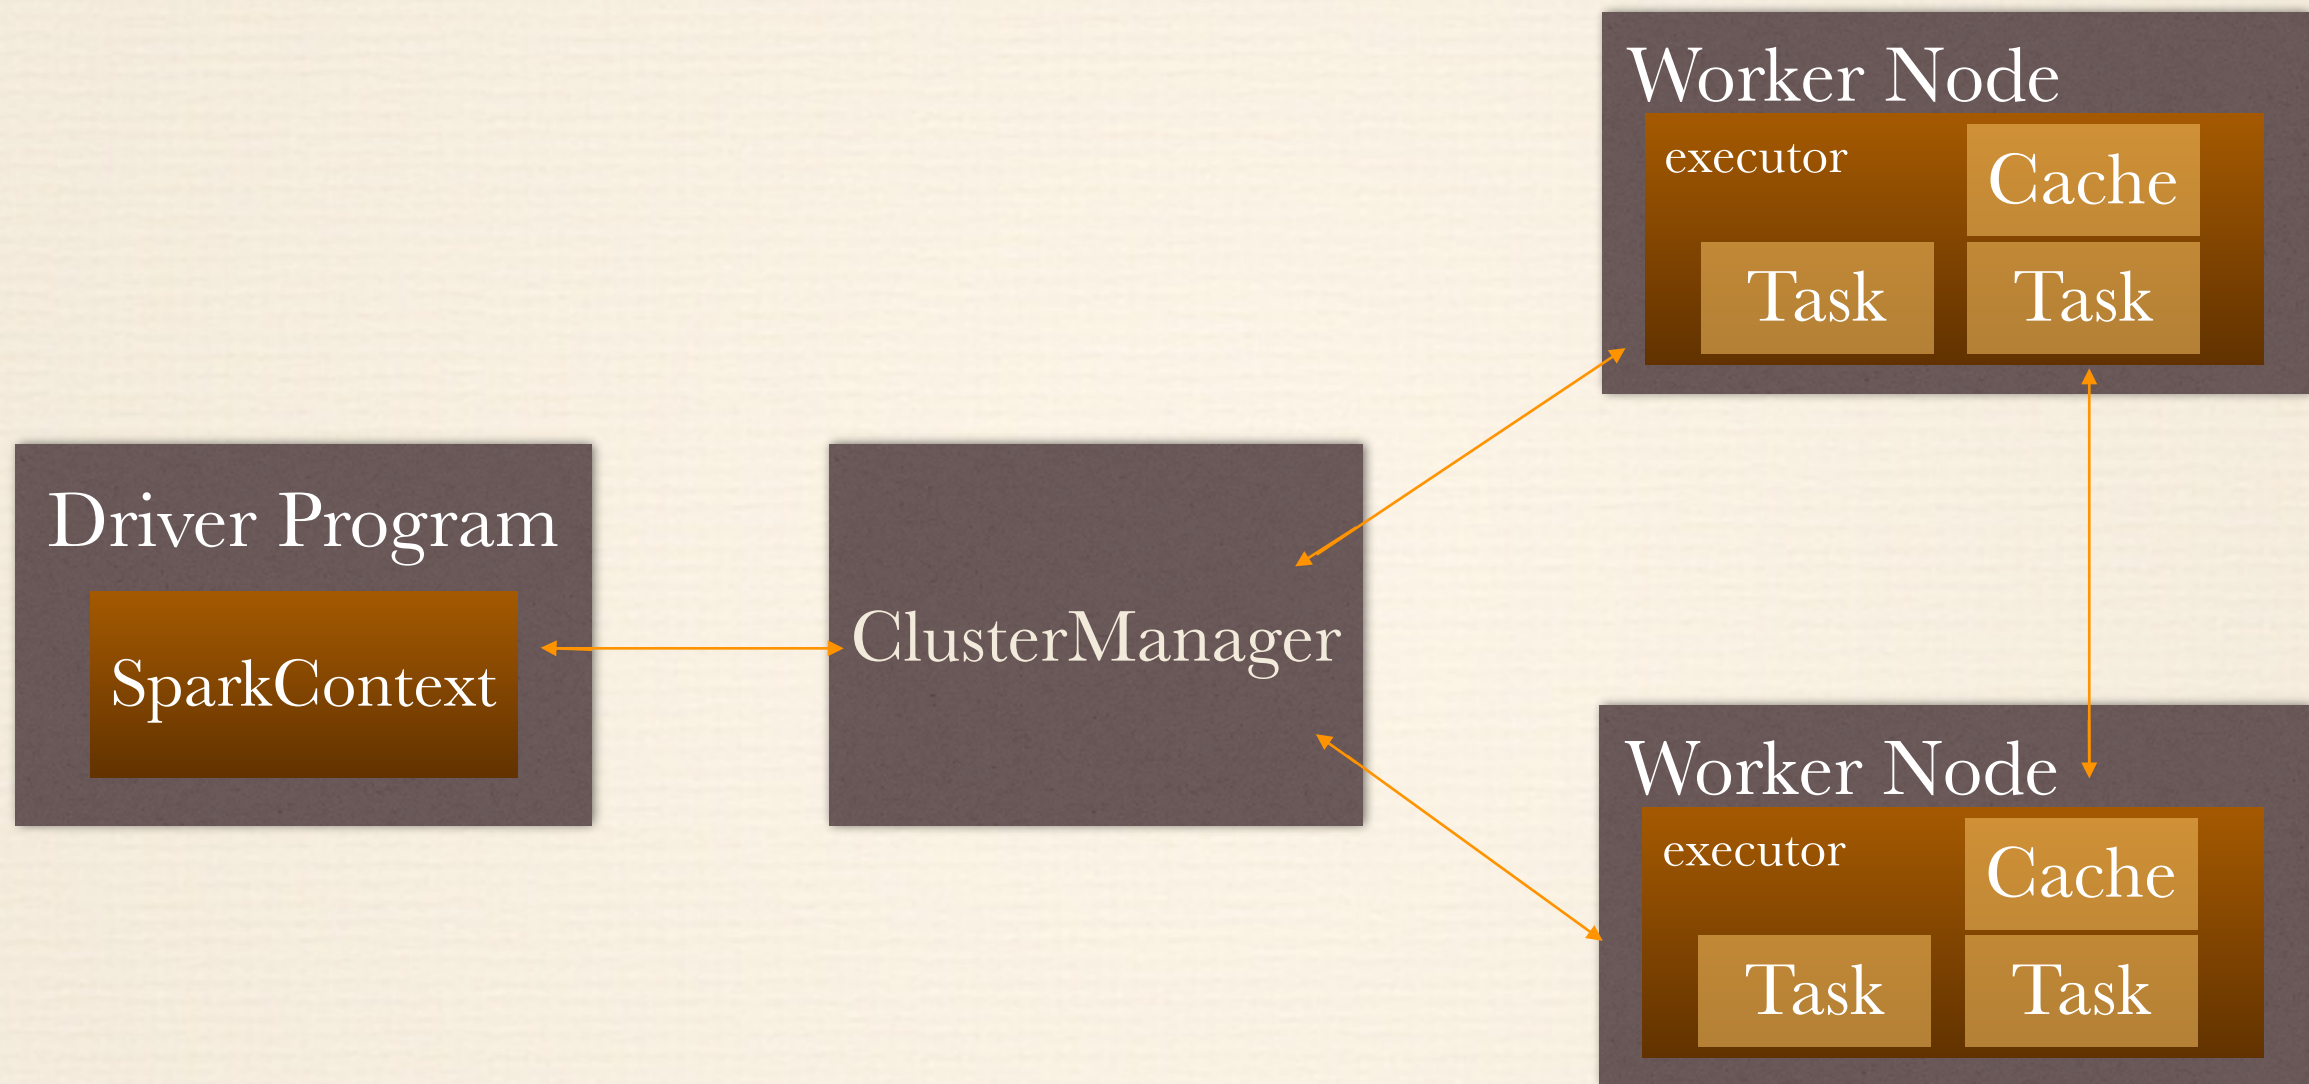 Driver Program
SparkContext
ClusterManager
Worker Node
executor
Cache
Task
Task
Worker Node
executor
Cache
Task
Task